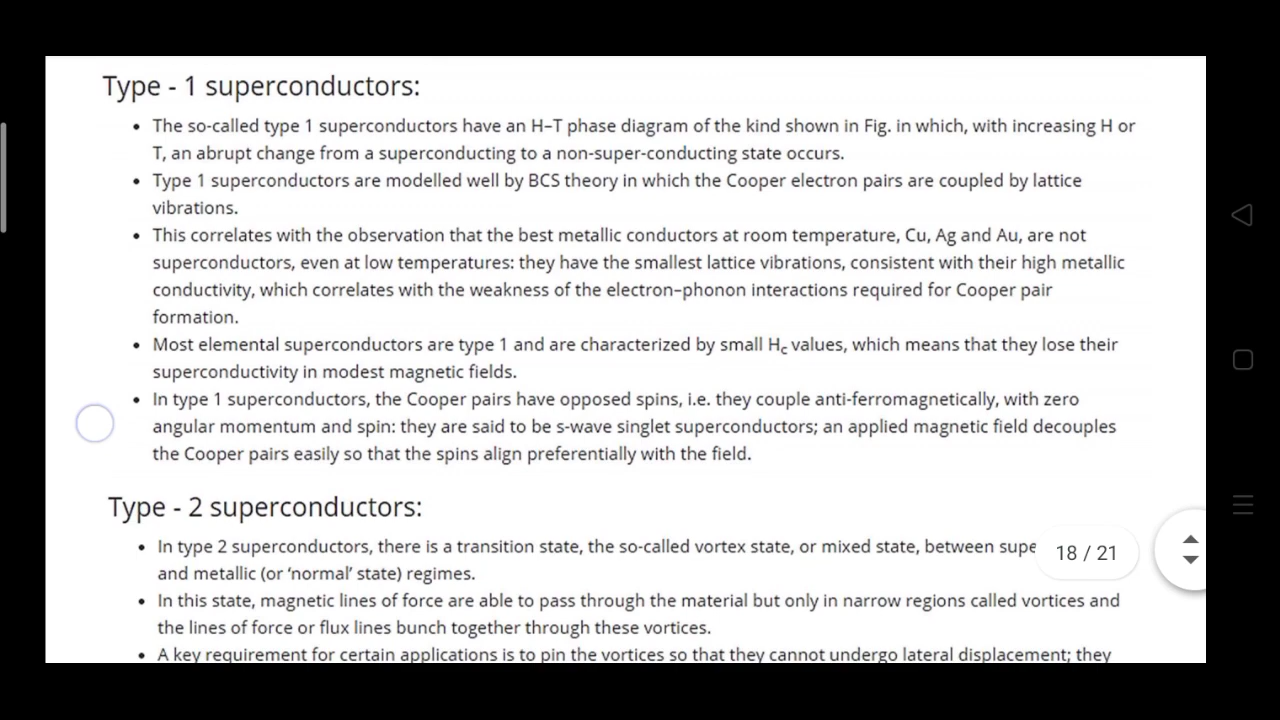 Type - 1 superconductors:
• The so-called type 1 superconductors have an H–T phase diagram of the kind shown in Fig. in which, with increasing H or
T, an abrupt change from a superconducting to a non-super-conducting state occurs.
• Type 1 superconductors are modelled well by BCS theory in which the Cooper electron pairs are coupled by lattice
vibrations.
• This correlates with the observation that the best metallic conductors at room temperature, Cu, Ag and Au, are not
superconductors, even at low temperatures: they have the smallest lattice vibrations, consistent with their high metallic
conductivity, which correlates with the weakness of the electron–phonon interactions required for Cooper pair
formation.
• Most elemental superconductors are type 1 and are characterized by small Hc values, which means that they lose their
superconductivity in modest magnetic fields.
• In type 1 superconductors, the Cooper pairs have opposed spins, i.e. they couple anti-ferromagnetically, with zero
angular momentum and spin: they are said to be s-wave singlet superconductors; an applied magnetic field decouples
the Cooper pairs easily so that the spins align preferentially with the field.
Type - 2 superconductors:
• In type 2 superconductors, there is a transition state, the so-called vortex state, or mixed state, between supe
and metallic (or ‘normal’ state) regimes.
18 / 21
• In this state, magnetic lines of force are able to pass through the material but only in narrow regions called vortices and
the lines of force or flux lines bunch together through these vortices.
• A key requirement for certain applications is to pin the vortices so that they cannot undergo lateral displacement; they